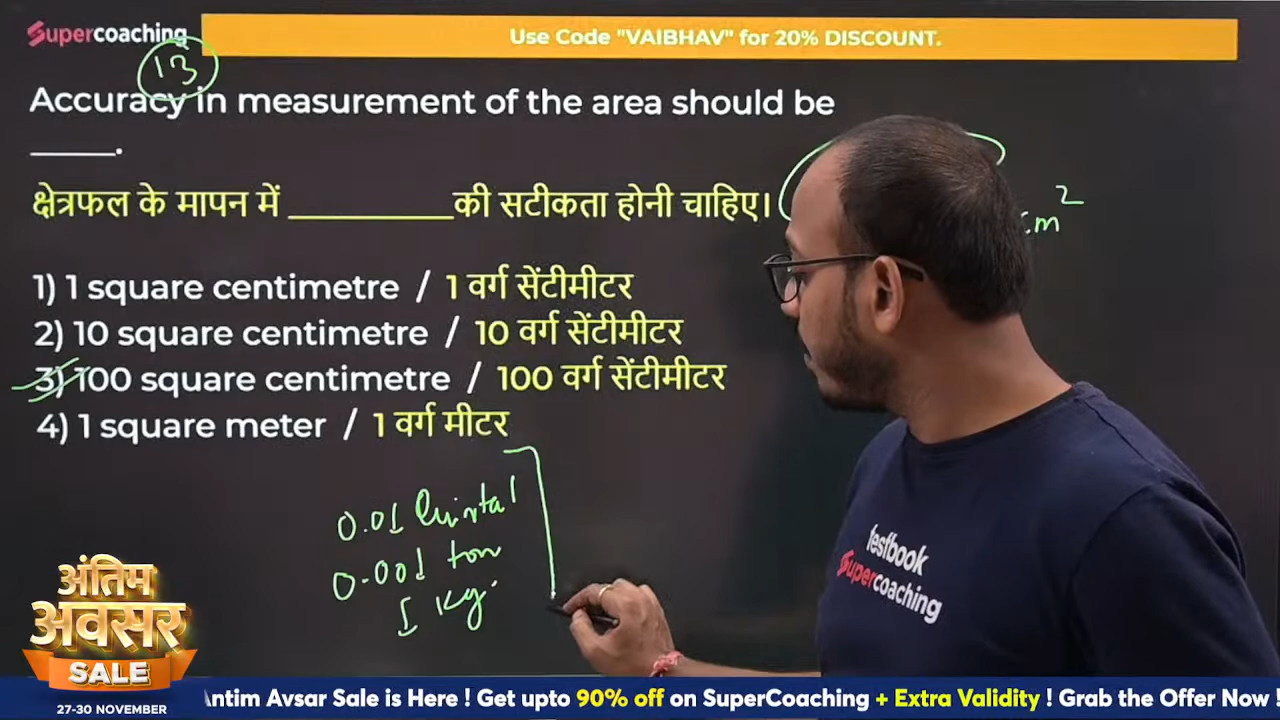 Supercoaching
Use Code "VAIBHAV" for 20% DISCOUNT.
13
Accuracy in measurement of the area should be
_____.
क्षेत्रफल के मापन में __________की सटीकता होनी चाहिए।
cm²
1) 1 square centimetre / 1 वर्ग सेंटीमीटर
2) 10 square centimetre / 10 वर्ग सेंटीमीटर
3) 100 square centimetre / 100 वर्ग सेंटीमीटर
4) 1 square meter / 1 वर्ग मीटर
0.01 Quintal
0.001 ton
1 Kg
testbook
Supercoaching
अंतिम
अवसर
SALE
27-30 NOVEMBER
Antim Avsar Sale is Here ! Get upto 90% off on SuperCoaching + Extra Validity ! Grab the Offer Now